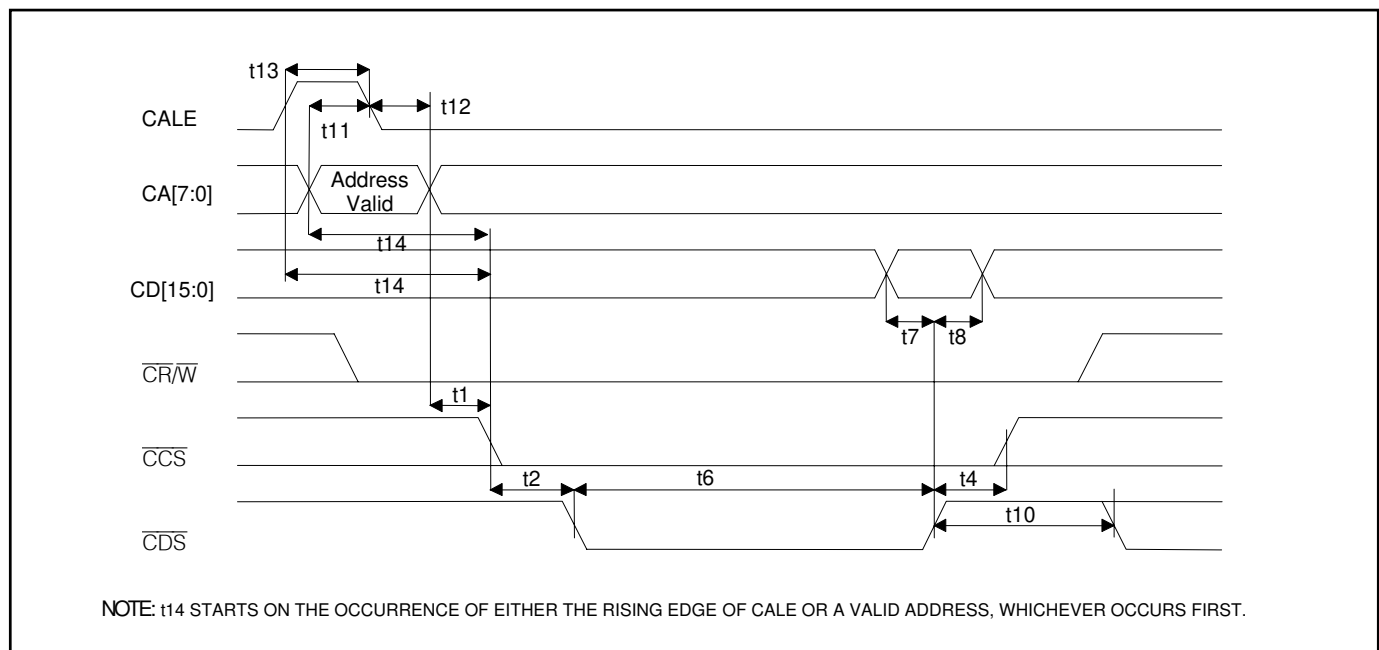 t13
t12
CALE
t11
CA[7:0]
Address
Valid
t14
t14
CD[15:0]
t7
t8
CR/W
t1
CCS
t2
t6
t4
t10
CDS
NOTE: t14 STARTS ON THE OCCURRENCE OF EITHER THE RISING EDGE OF CALE OR A VALID ADDRESS, WHICHEVER OCCURS FIRST.